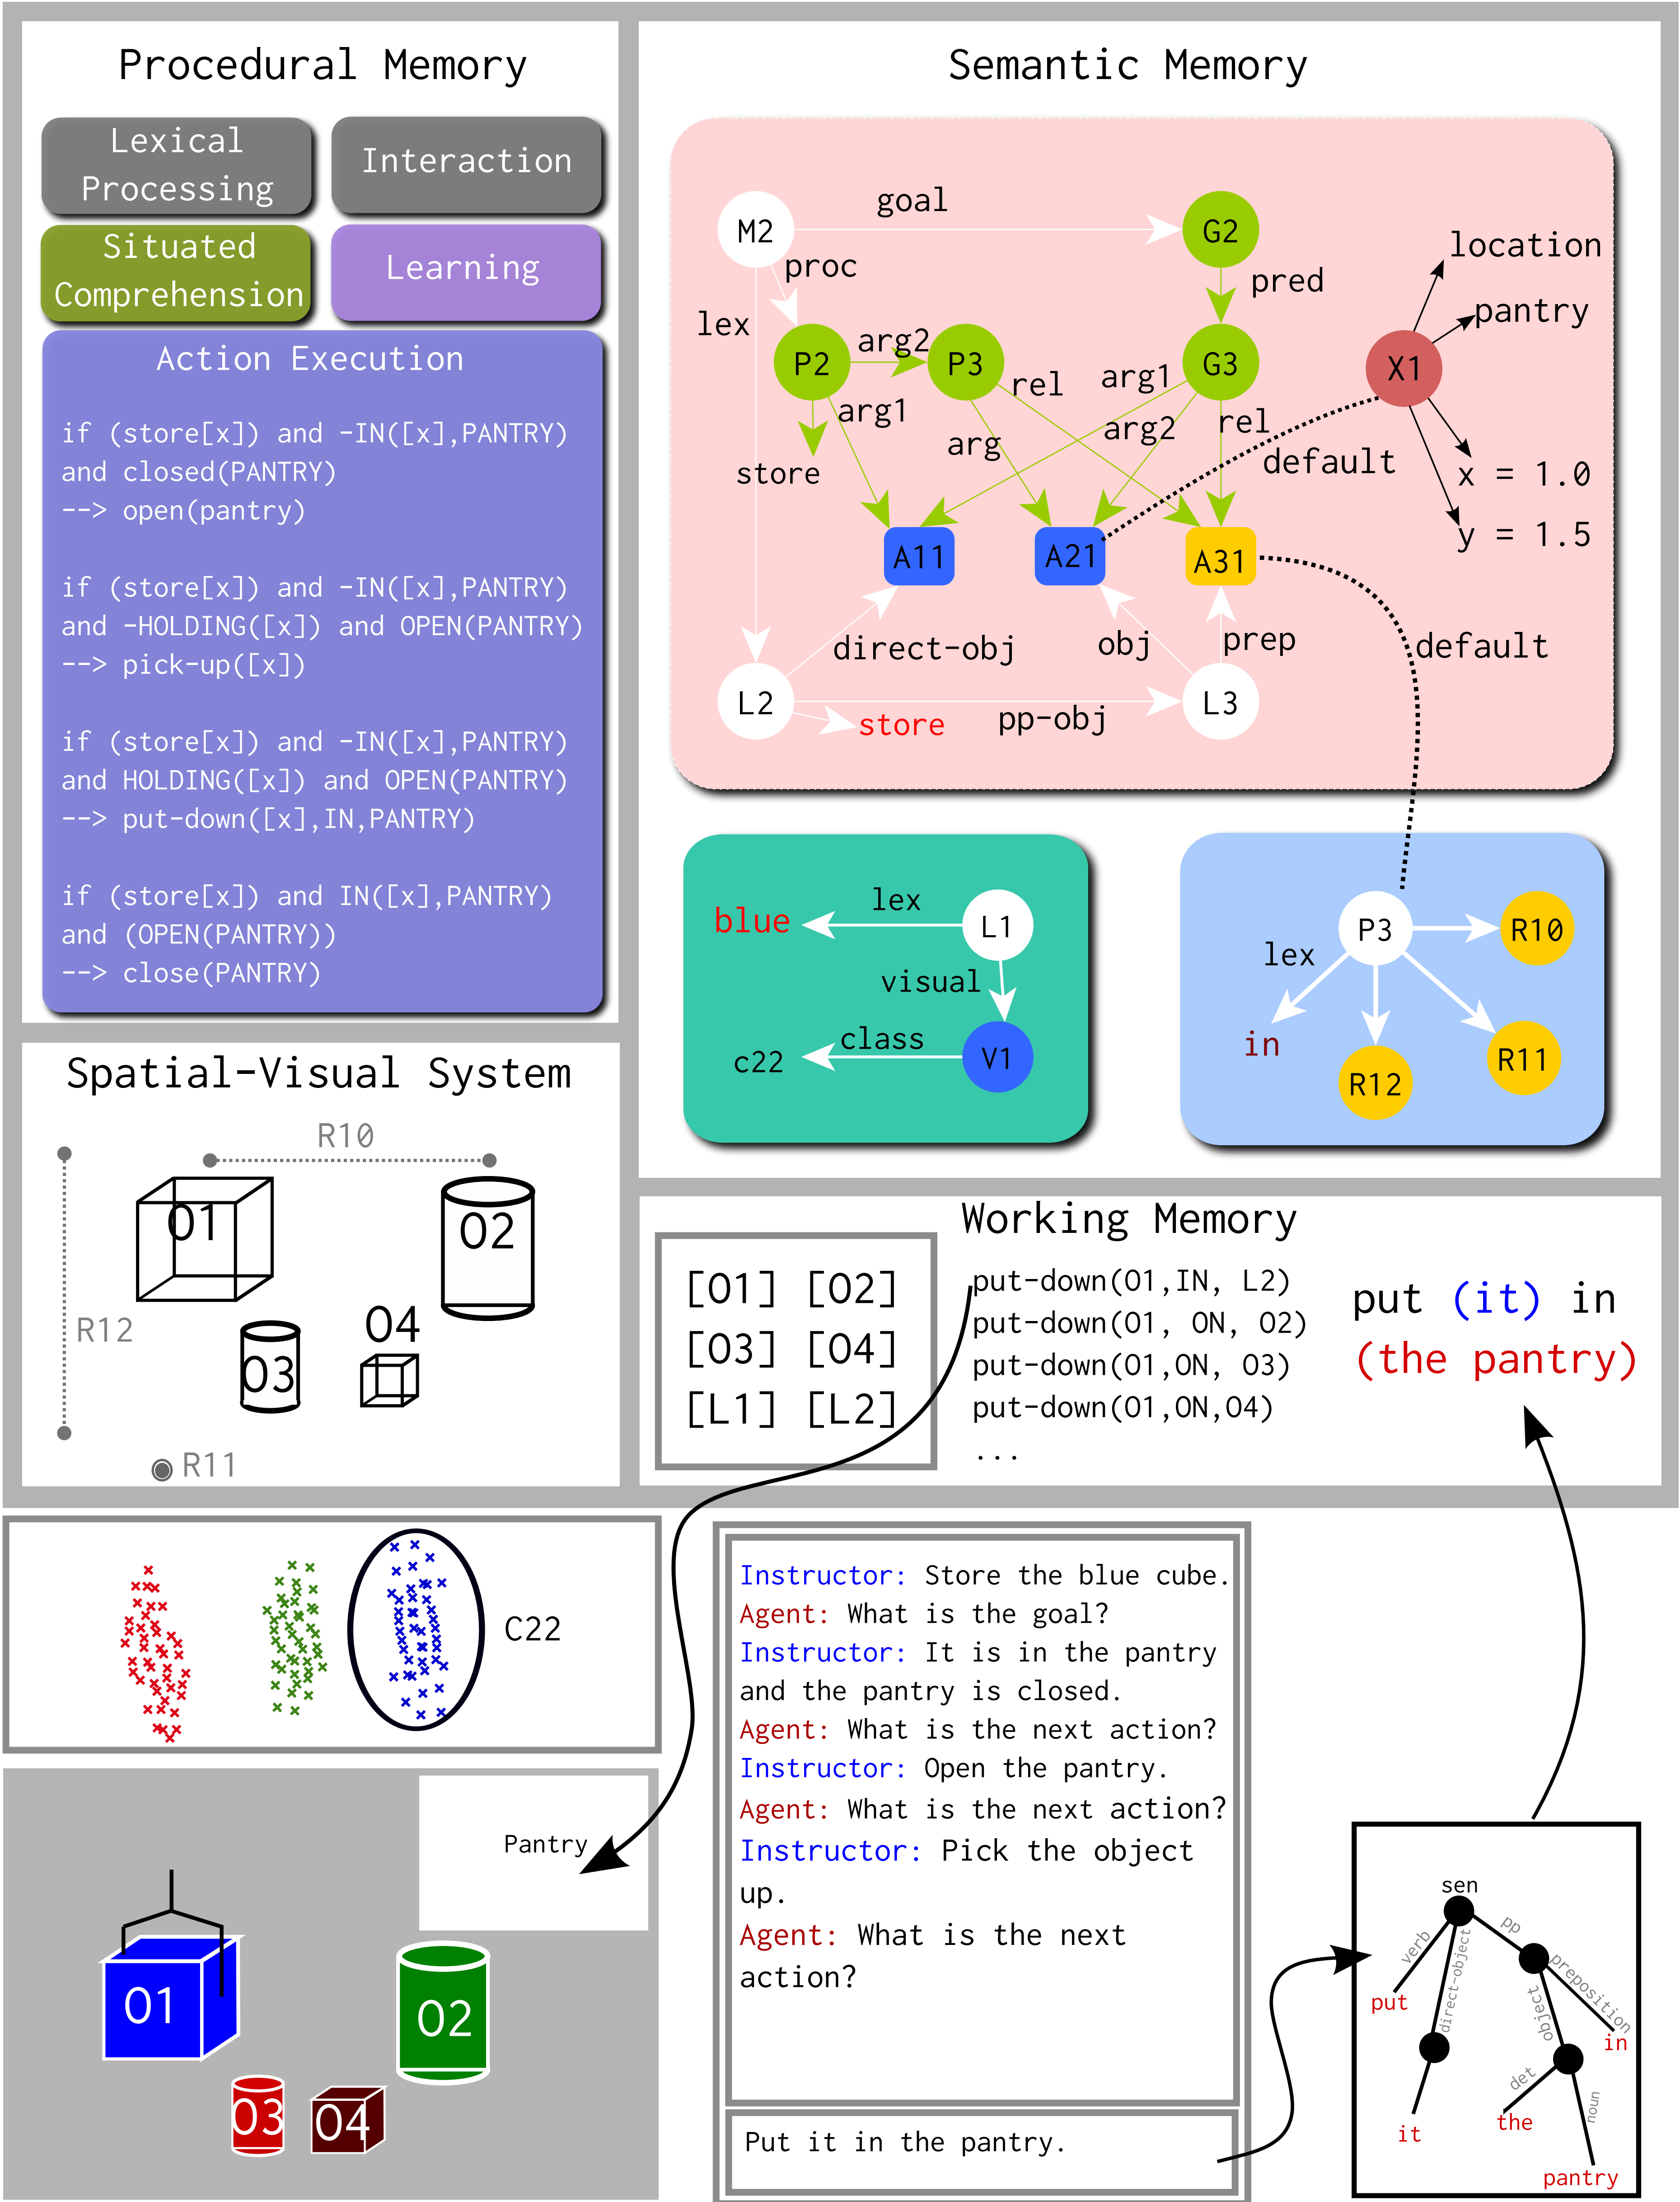 Procedural Memory
Lexical
Processing
Interaction
Situated
Comprehension
Learning
Action Execution
if (store[x]) and -IN([x],PANTRY)
and closed(PANTRY)
--> open(pantry)
if (store[x]) and -IN([x],PANTRY)
and -HOLDING([x]) and OPEN(PANTRY)
--> pick-up([x])
if (store[x]) and -IN([x],PANTRY)
and HOLDING([x]) and OPEN(PANTRY)
--> put-down([x],IN,PANTRY)
if (store[x]) and IN([x],PANTRY)
and (OPEN(PANTRY))
--> close(PANTRY)
Semantic Memory
M2
goal
G2
location
proc
pred
lex
pantry
P2
arg2
P3
G3
X1
rel
arg1
arg1
arg
arg2
rel
store
default
x = 1.0
y = 1.5
A11
A21
A31
direct-obj
obj
prep
default
L2
store
pp-obj
L3
blue
lex
L1
visual
class
c22
V1
P3
R10
lex
in
R12
R11
Spatial-Visual System
R10
O1
O2
R12
O3
O4
R11
Working Memory
[O1] [O2]
[O3] [O4]
[L1] [L2]
put-down(O1,IN, L2)
put-down(O1, ON, O2)
put-down(O1,ON, O3)
put-down(O1,ON,O4)
...
put (it) in
(the pantry)
C22
Pantry
O1
O2
O3
O4
Instructor: Store the blue cube.
Agent: What is the goal?
Instructor: It is in the pantry
and the pantry is closed.
Agent: What is the next action?
Instructor: Open the pantry.
Agent: What is the next action?
Instructor: Pick the object
up.
Agent: What is the next
action?
Put it in the pantry.
sen
verb
direct-object
pp
preposition
put
object
in
det
noun
it
the
pantry